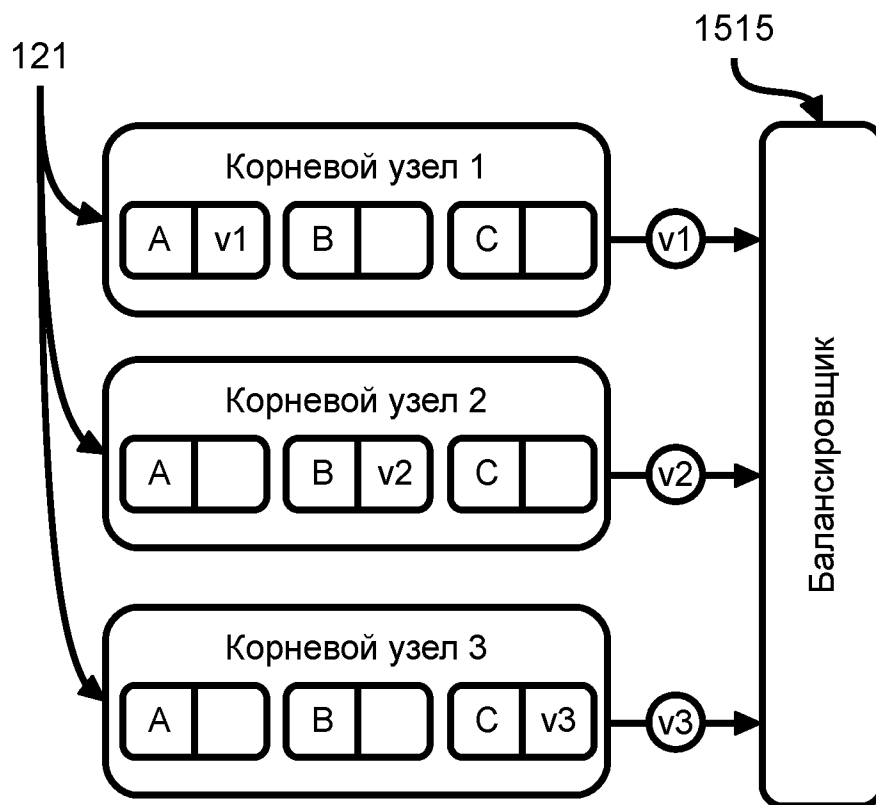 121
1515
Корневой узел 1
A v1 B C
v1
Корневой узел 2
A B v2 C
v2
Корневой узел 3
A B C v3
v3
Балансировщик